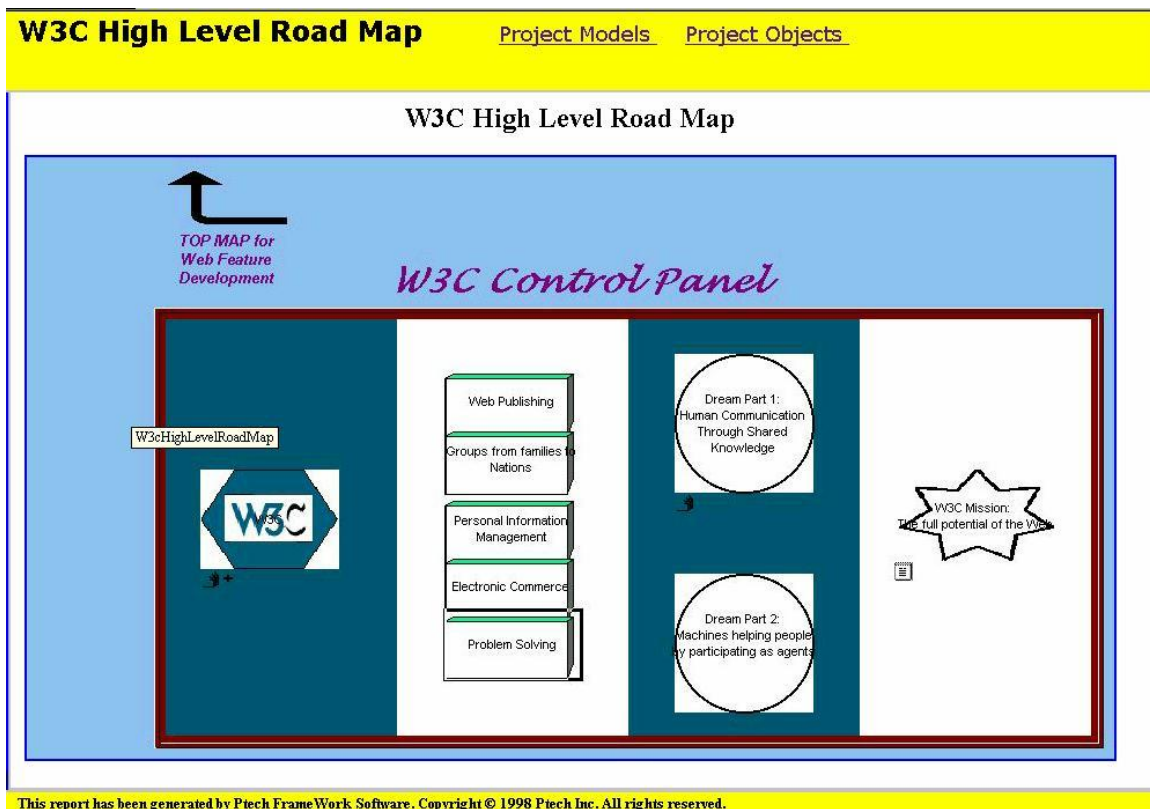 W3C High Level Road Map Project Models Project Objects
W3C High Level Road Map
TOP MAP for
Web Feature
Development
W3C Control Panel
W3cHighLevelRoadMap
W3C
W3C
Web Publishing
Groups from families to
Nations
Personal Information
Management
Electronic Commerce
Problem Solving
Dream Part 1:
Human Communication
Through Shared
Knowledge
Dream Part 2:
Machines helping people
by participating as agents
W3C Mission:
The full potential of the Web
This report has been generated by Ptech FrameWork Software. Copyright © 1998 Ptech Inc. All rights reserved.